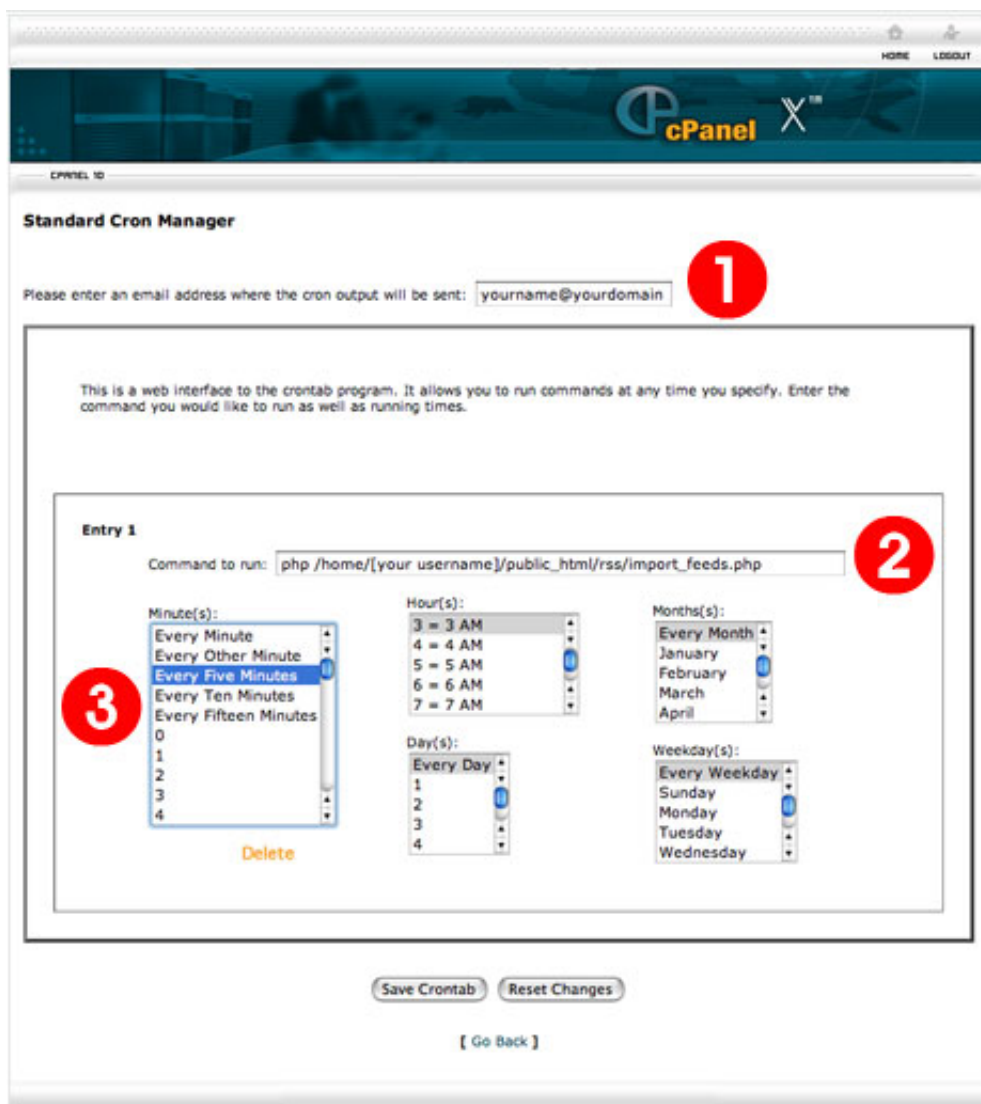 HOME LOGOUT
cPanel X™
CPANEL 10
Standard Cron Manager
1
Please enter an email address where the cron output will be sent: yourname@yourdomain
This is a web interface to the crontab program. It allows you to run commands at any time you specify. Enter the
command you would like to run as well as running times.
Entry 1
2
Command to run: php /home/[your username]/public_html/rss/import_feeds.php
Minute(s):
Every Minute
Every Other Minute
Every Five Minutes
Every Ten Minutes
Every Fifteen Minutes
0
1
2
3
4
3
Delete
Hour(s):
3 = 3 AM
4 = 4 AM
5 = 5 AM
6 = 6 AM
7 = 7 AM
Day(s):
Every Day
1
2
3
4
Months(s):
Every Month
January
February
March
April
Weekday(s):
Every Weekday
Sunday
Monday
Tuesday
Wednesday
Save Crontab Reset Changes
[ Go Back ]